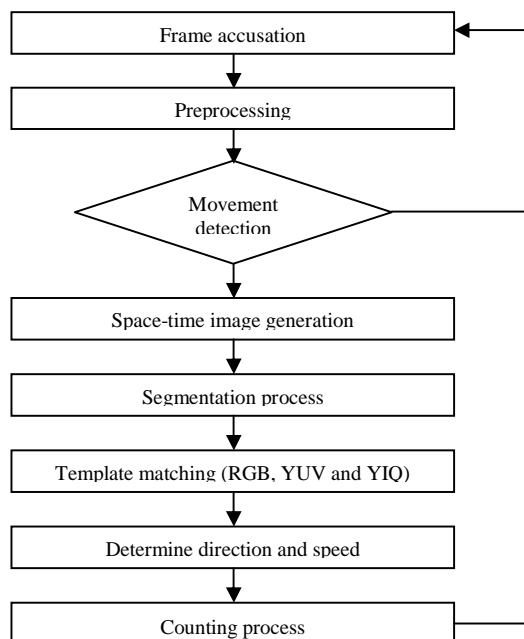 Frame accusation
Preprocessing
Movement
detection
Space-time image generation
Segmentation process
Template matching (RGB, YUV and YIQ)
Determine direction and speed
Counting process